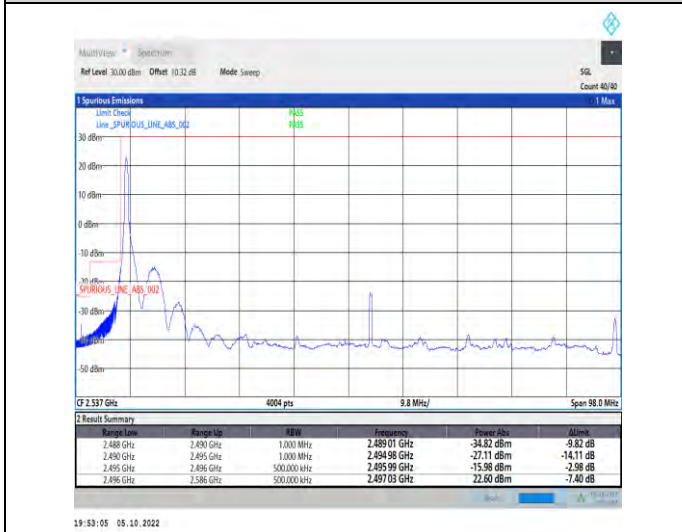 MultiView Spectrum
Ref Level 30.00 dBm Offset 10.32 dB Mode Sweep SGL
Count 40/40
1 Spurious Emissions 1 Max
Limit Check PASS
Line _SPURIOUS_LINE_ABS_002 PASS
30 dBm
20 dBm
10 dBm
0 dBm
-10 dBm
-20 dBm
_SPURIOUS_LINE_ABS_002
-30 dBm
-50 dBm
CF 2.537 GHz 4004 pts 9.8 MHz/ Span 98.0 MHz
2 Result Summary
Range Low Range Up RBW Frequency Power Abs ΔLimit
2.488 GHz 2.490 GHz 1.000 MHz 2.489 01 GHz -34.82 dBm -9.82 dB
2.490 GHz 2.495 GHz 1.000 MHz 2.494 98 GHz -27.11 dBm -14.11 dB
2.495 GHz 2.496 GHz 500.000 kHz 2.495 99 GHz -15.98 dBm -2.98 dB
2.496 GHz 2.586 GHz 500.000 kHz 2.497 03 GHz 22.60 dBm -7.40 dB
19:53:05 05.10.2022